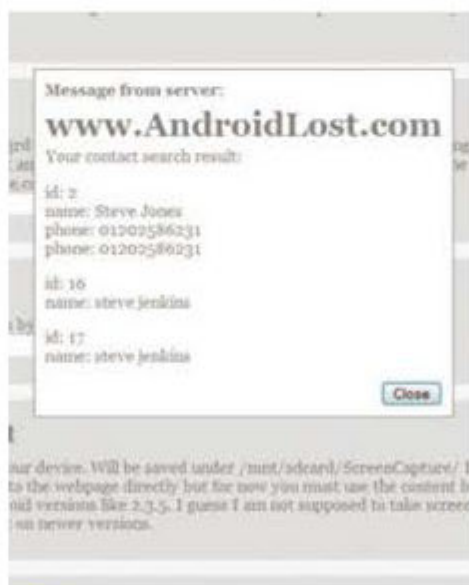 Message from server:
www.AndroidLost.com
Your contact search result:
id: 2
name: Steve Jones
phone: 01202586231
phone: 01202586231
id: 16
name: steve jenkins
id: 17
name: steve jenkins
Close
our device. Will be saved under /mnt/sdcard/ScreenCapture/
to the webpage directly but for now you must use the content
oid versions like 2.3.5. I guess I am not supposed to take scree
on newer versions.